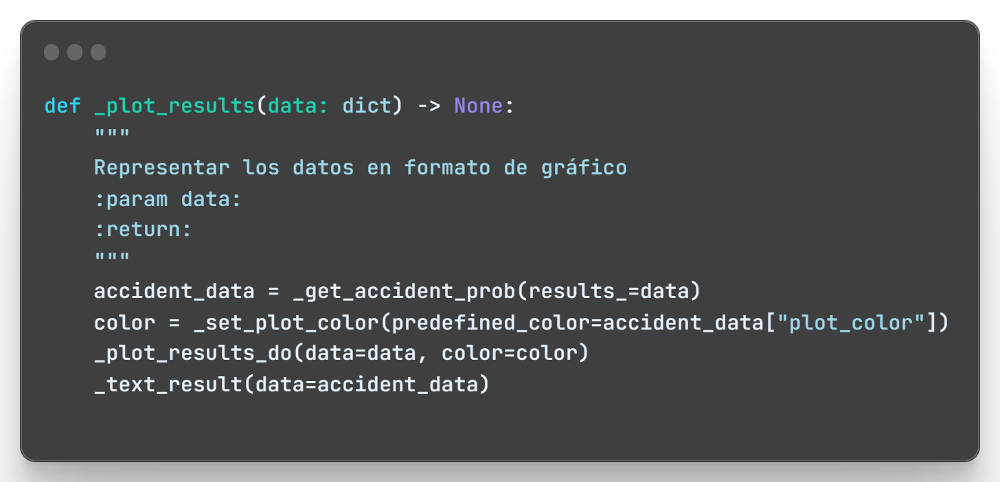 def _plot_results(data: dict) -> None:
    """
    Representar los datos en formato de gráfico
    :param data:
    :return:
    """
    accident_data = _get_accident_prob(results_=data)
    color = _set_plot_color(predefined_color=accident_data["plot_color"])
    _plot_results_do(data=data, color=color)
    _text_result(data=accident_data)